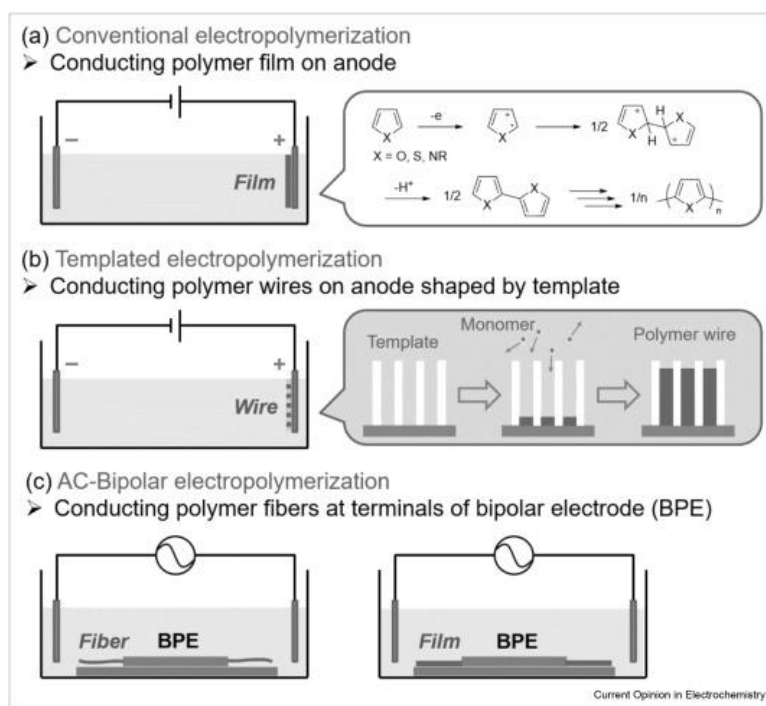 (a) Conventional electropolymerization
➤ Conducting polymer film on anode
− +
Film
-e
X X
X = O, S, NR
1/2
X H H X
-H⁺
1/2
X X
1/n
X n
(b) Templated electropolymerization
➤ Conducting polymer wires on anode shaped by template
− +
Wire
Template
Monomer
Polymer wire
(c) AC-Bipolar electropolymerization
➤ Conducting polymer fibers at terminals of bipolar electrode (BPE)
Fiber BPE
Film BPE
Current Opinion in Electrochemistry